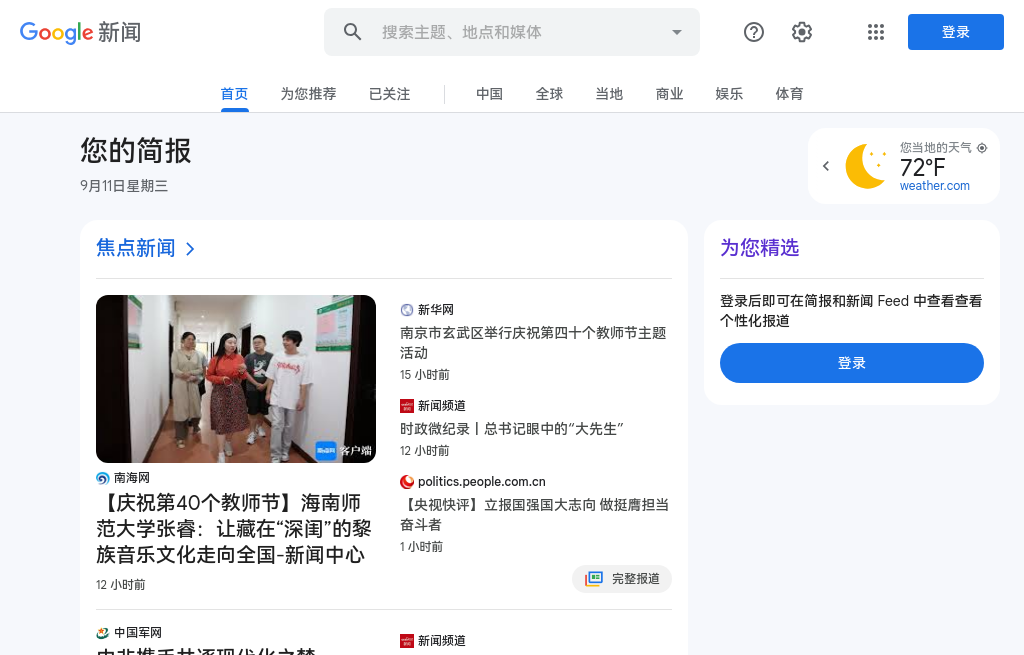 Google 新闻
搜索主题、地点和媒体
登录
首页
为您推荐
已关注
中国
全球
当地
商业
娱乐
体育
您的简报
9月11日星期三
您当地的天气
72°F
weather.com
焦点新闻
客户端
南海网
【庆祝第40个教师节】海南师
范大学张睿：让藏在“深闺”的黎
族音乐文化走向全国-新闻中心
12 小时前
新华网
南京市玄武区举行庆祝第四十个教师节主题
活动
15 小时前
新闻频道
时政微纪录丨总书记眼中的“大先生”
12 小时前
politics.people.com.cn
【央视快评】立报国强国大志向 做挺膺担当
奋斗者
1 小时前
完整报道
为您精选
登录后即可在简报和新闻 Feed 中查看查看
个性化报道
登录
中国军网
中非携手共逐现代化之梦
新闻频道